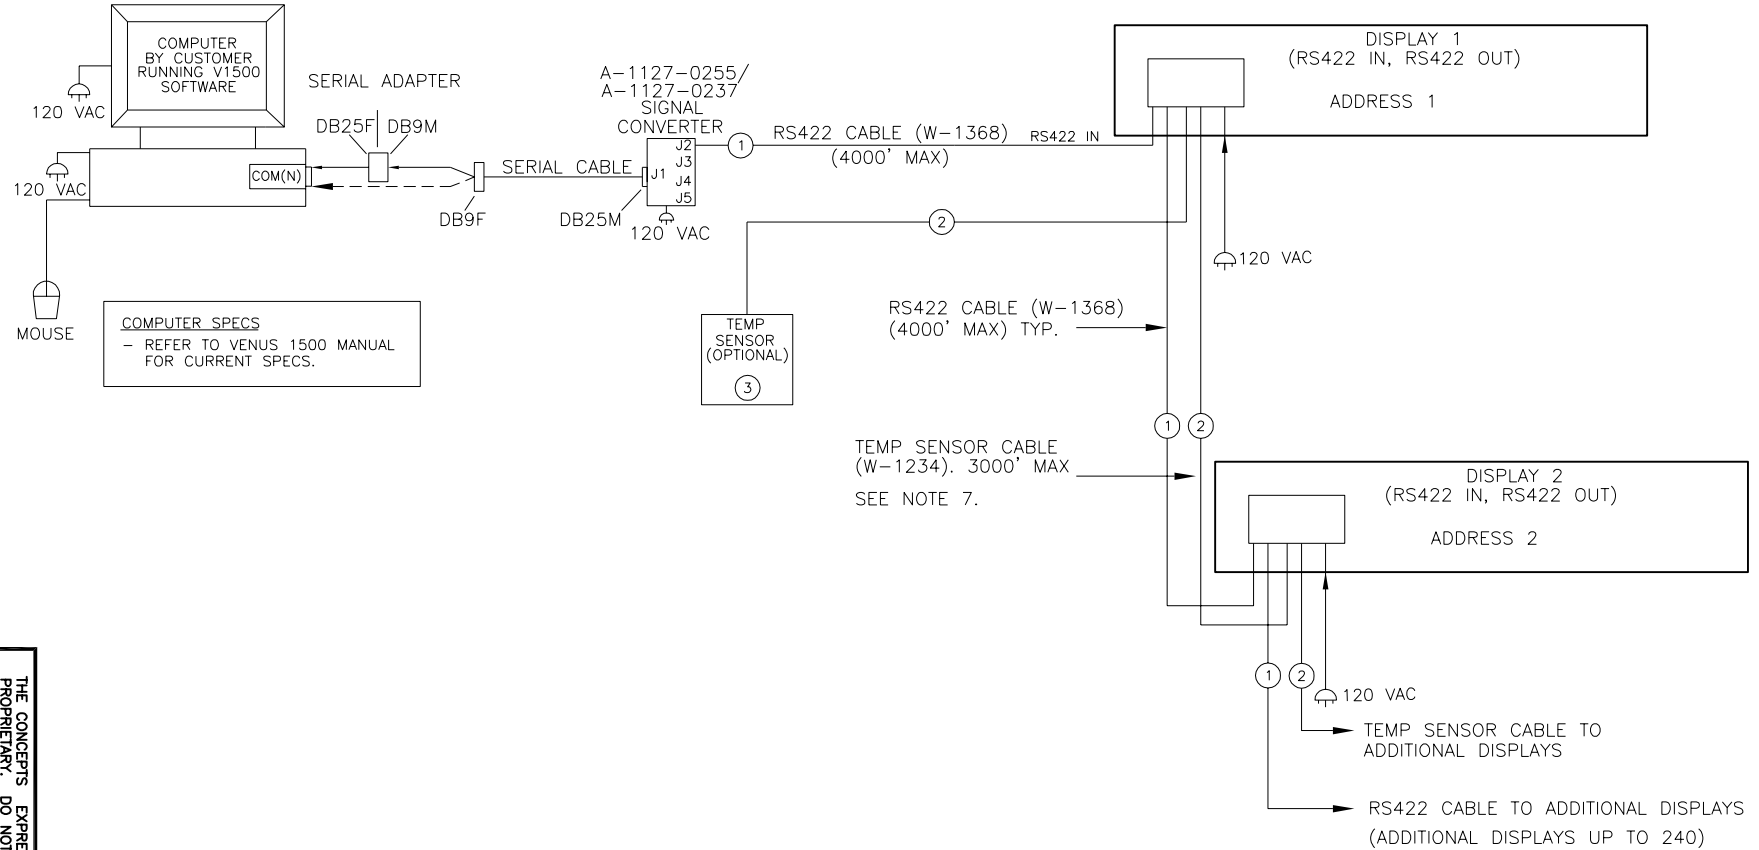 COMPUTER
BY CUSTOMER
RUNNING V1500
SOFTWARE
120 VAC
SERIAL ADAPTER
DB25F
DB9M
COM(N)
120 VAC
MOUSE
DB9F
SERIAL CABLE
DB25M
A-1127-0255/
A-1127-0237
SIGNAL
CONVERTER
J1
J2
J3
J4
J5
120 VAC
1
RS422 CABLE (W-1368)
(4000' MAX)
RS422 IN
DISPLAY 1
(RS422 IN, RS422 OUT)
ADDRESS 1
2
120 VAC
COMPUTER SPECS
- REFER TO VENUS 1500 MANUAL
FOR CURRENT SPECS.
TEMP
SENSOR
(OPTIONAL)
3
RS422 CABLE (W-1368)
(4000' MAX) TYP.
1
2
TEMP SENSOR CABLE
(W-1234). 3000' MAX
SEE NOTE 7.
DISPLAY 2
(RS422 IN, RS422 OUT)
ADDRESS 2
1
2
120 VAC
TEMP SENSOR CABLE TO
ADDITIONAL DISPLAYS
RS422 CABLE TO ADDITIONAL DISPLAYS
(ADDITIONAL DISPLAYS UP TO 240)
THE CONCEPTS EXPRE
PROPRIETARY. DO NOT